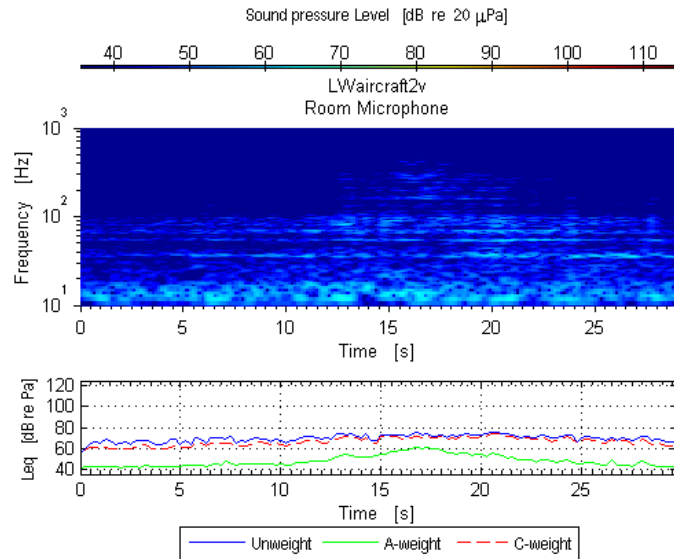 Sound pressure Level [dB re 20 µPa]
40 50 60 70 80 90 100 110
LWaircraft2v
Room Microphone
Frequency [Hz]
10^3
10^2
10^1
0 5 10 15 20 25
Time [s]
Leq [dB re Pa]
120
100
80
60
40
0 5 10 15 20 25
Time [s]
Unweight A-weight C-weight